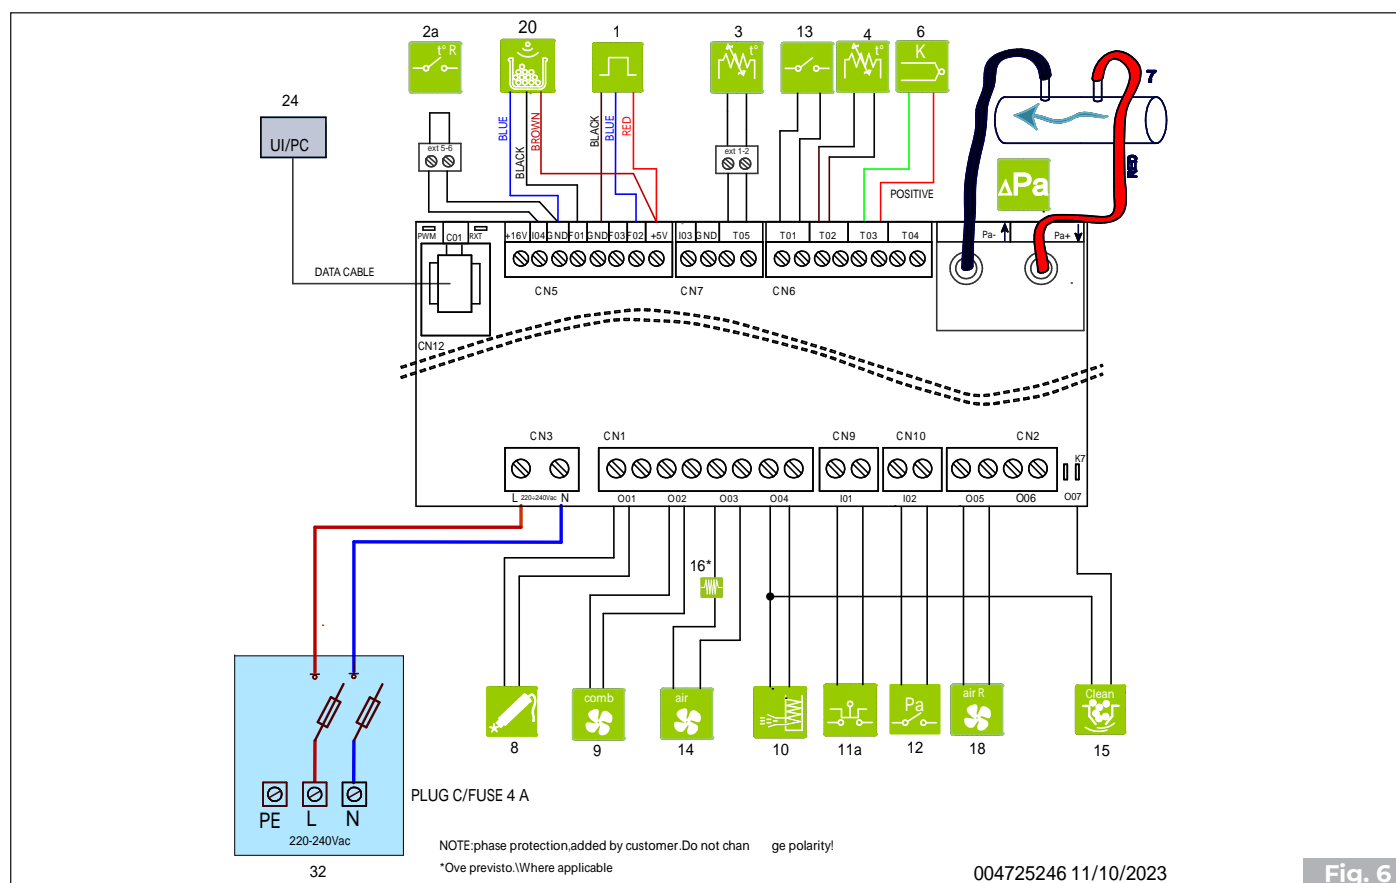 2a
20
1
3
13
4
6
t° R
t°
t°
K
7
24
UI/PC
BLUE
BLACK
BROWN
BLACK
BLUE
RED
ext 5-6
ext 1-2
POSITIVE
RED
ΔPa
PWM
C01
RXT
+16V
I04
GND
F01
GND
F03
F02
+5V
I03
GND
T05
T01
T02
T03
T04
Pa-
Pa+
DATA CABLE
CN5
CN7
CN6
CN12
CN3
CN1
CN9
CN10
CN2
K7
L
220÷240Vac
N
O01
O02
O03
O04
I01
I02
O05
O06
O07
16*
comb
air
Pa
air R
Clean
8
9
14
10
11a
12
18
15
PLUG C/FUSE 4 A
PE
L
N
220-240Vac
32
NOTE:phase protection,added by customer.Do not chan ge polarity!
*Ove previsto.\Where applicable
004725246 11/10/2023
Fig. 6